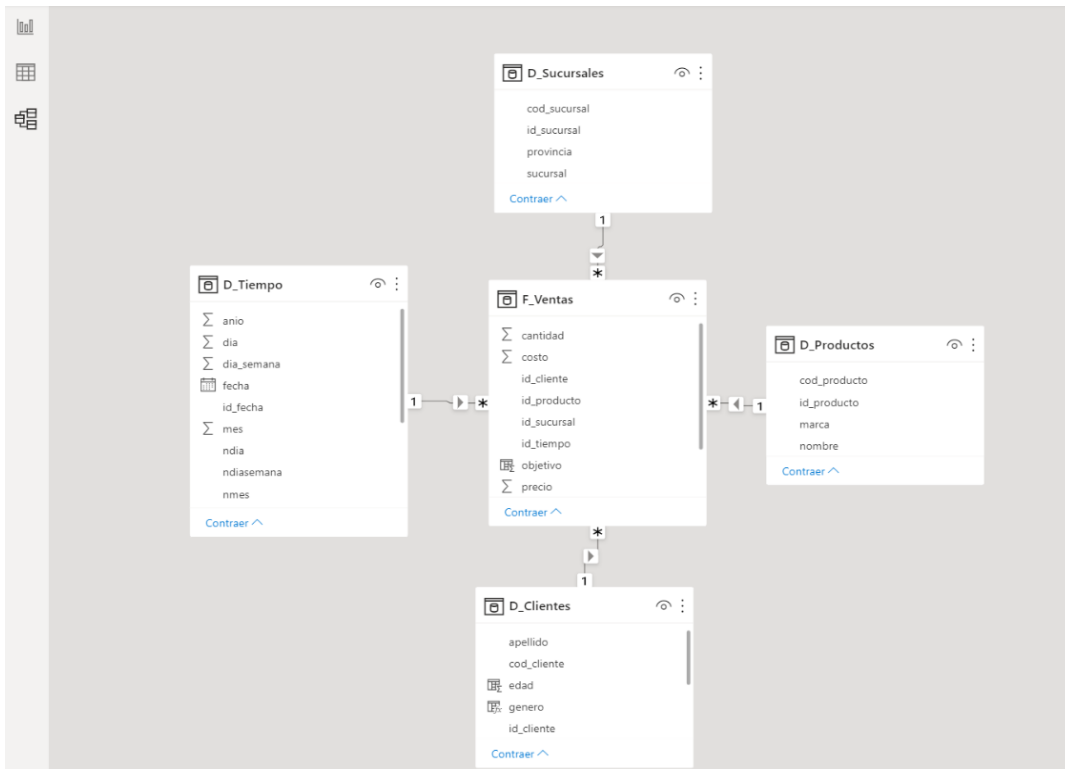 D_Sucursales
cod_sucursal
id_sucursal
provincia
sucursal
Contraer
1
*
D_Tiempo
anio
dia
dia_semana
fecha
id_fecha
mes
ndia
ndiasemana
nmes
Contraer
1
*
F_Ventas
cantidad
costo
id_cliente
id_producto
id_sucursal
id_tiempo
objetivo
precio
Contraer
*
1
D_Productos
cod_producto
id_producto
marca
nombre
Contraer
*
1
D_Clientes
apellido
cod_cliente
edad
genero
id_cliente
Contraer